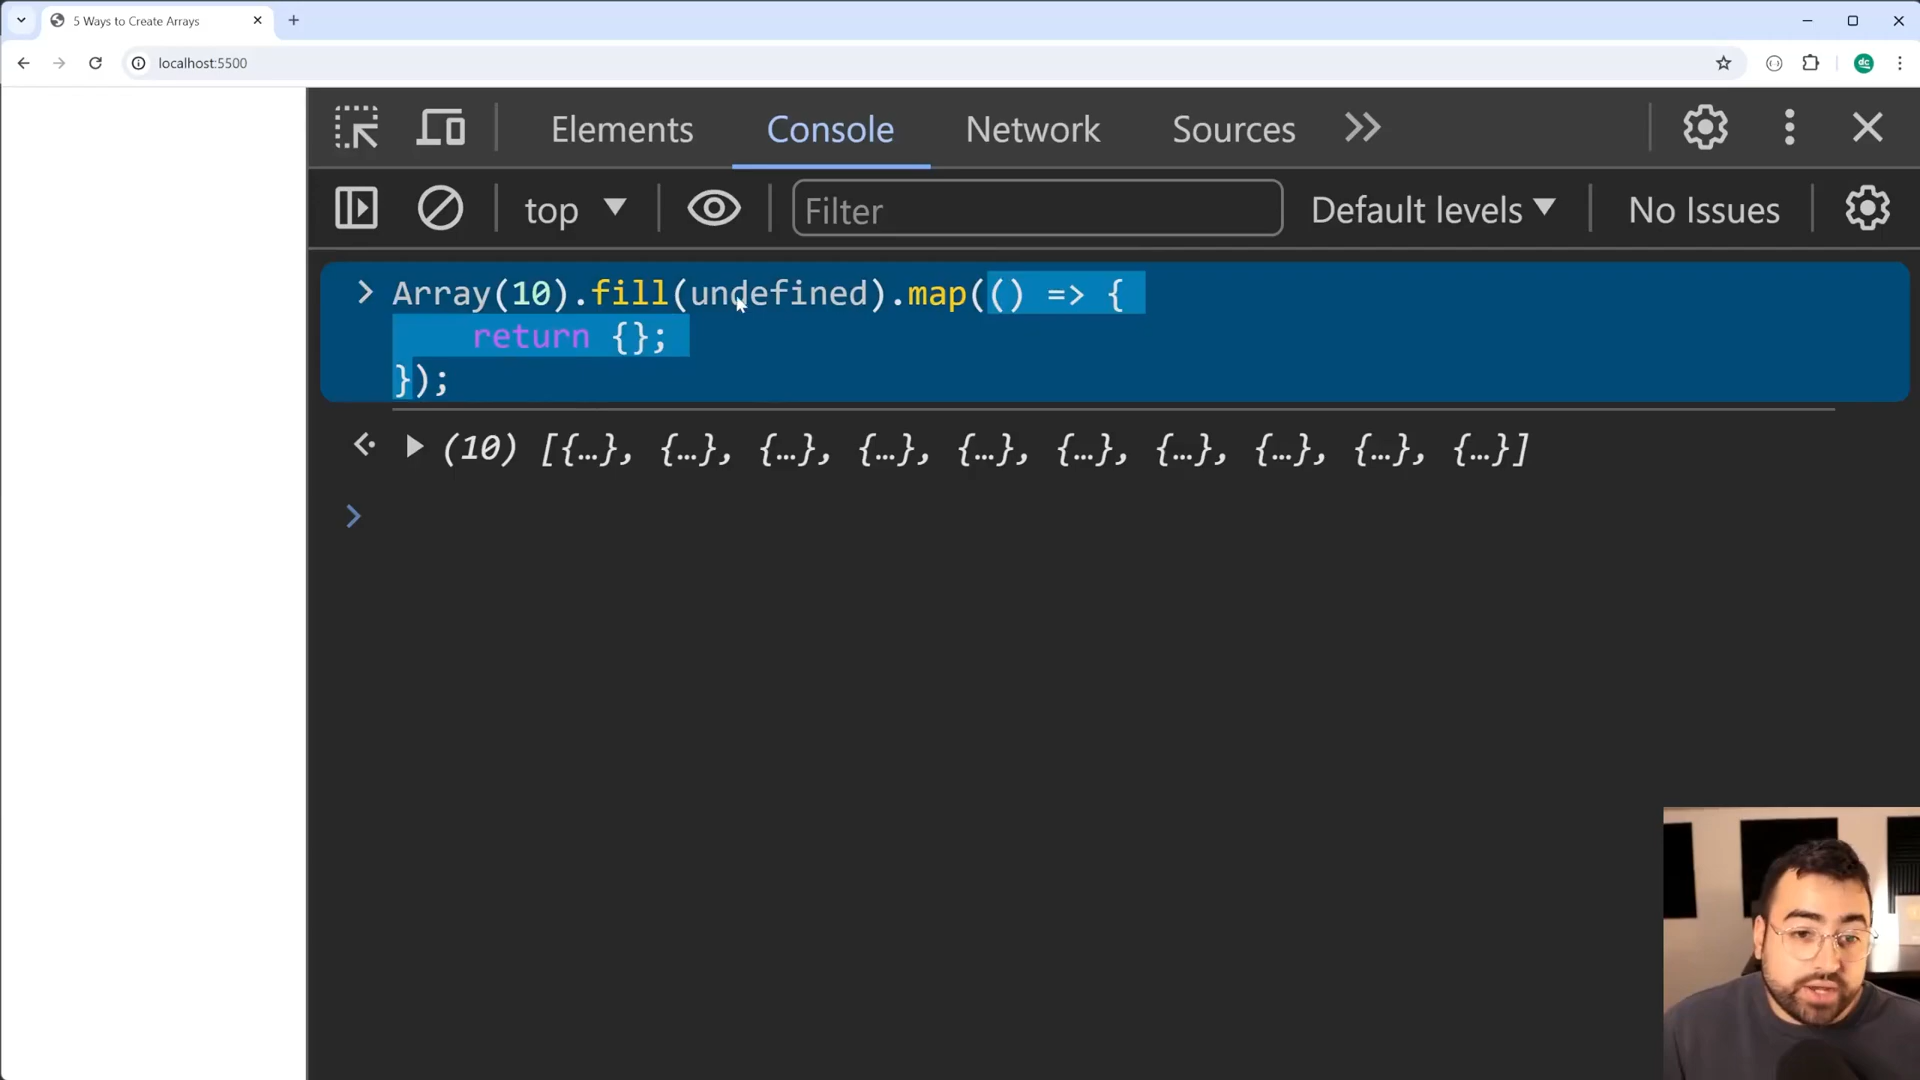 5 Ways to Create Arrays
localhost:5500
dc
Elements Console Network Sources
top Filter Default levels No Issues
> Array(10).fill(undefined).map(() => {
return {};
});
(10) [{…}, {…}, {…}, {…}, {…}, {…}, {…}, {…}, {…}, {…}]
>